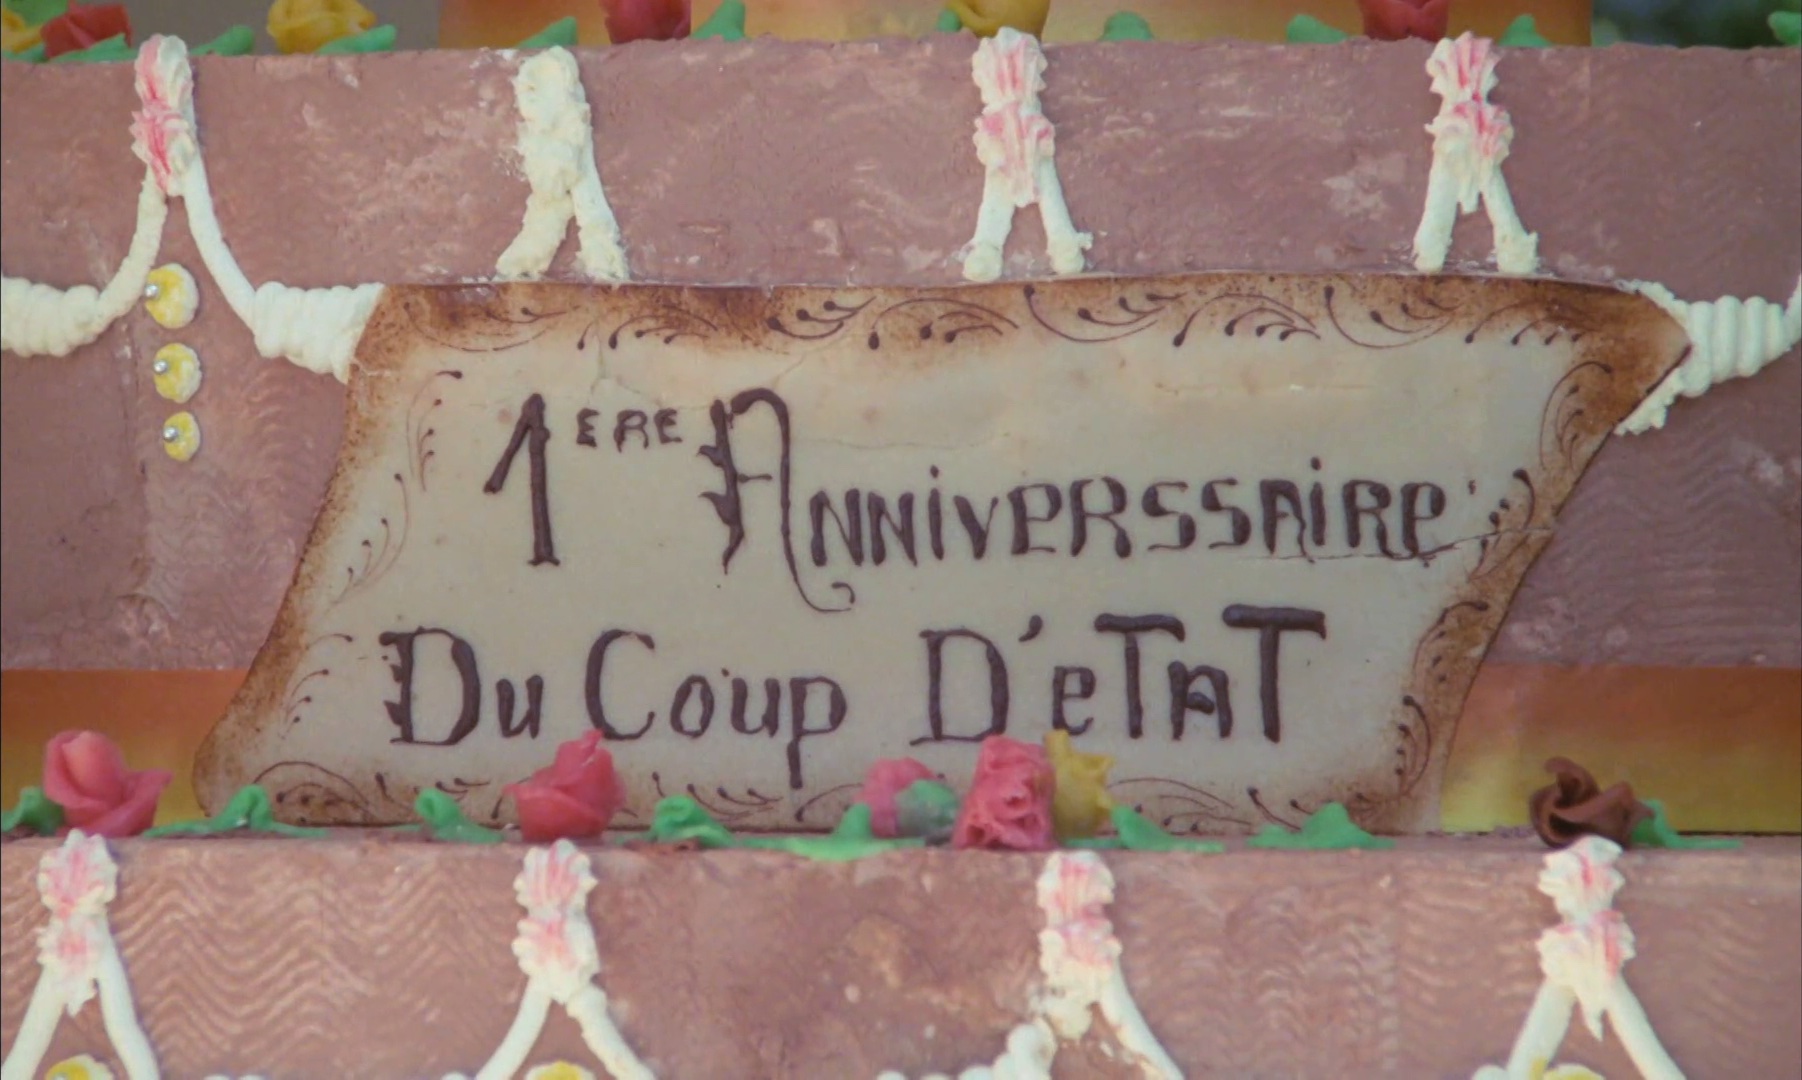 1ERE ANNiVERSSAiRE
Du Coup D'eTAT